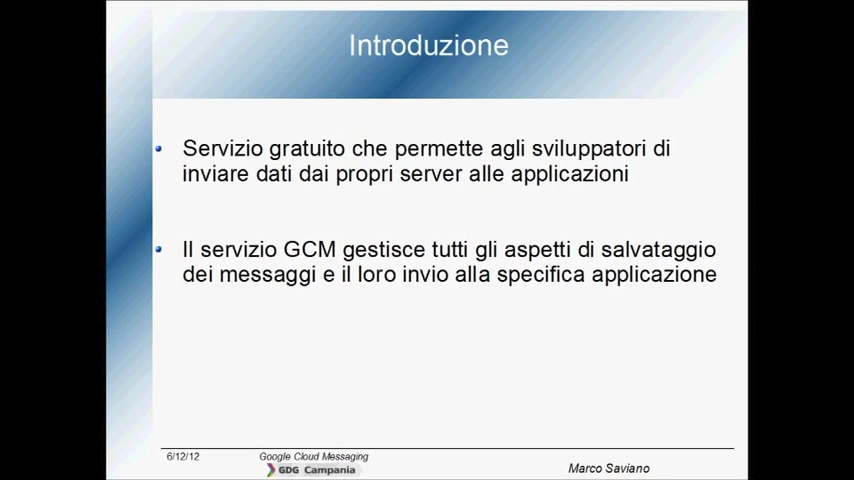 Introduzione
Servizio gratuito che permette agli sviluppatori di
inviare dati dai propri server alle applicazioni
Il servizio GCM gestisce tutti gli aspetti di salvataggio
dei messaggi e il loro invio alla specifica applicazione
6/12/12
Google Cloud Messaging
GDG Campania
Marco Saviano